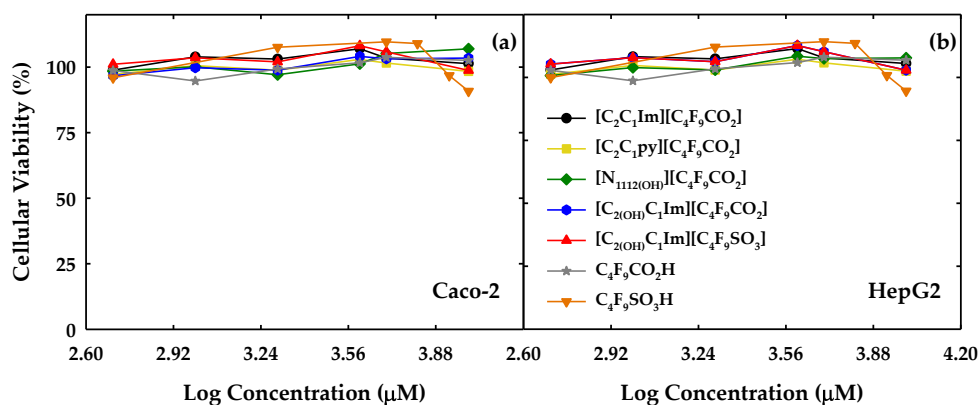 (a)
(b)
Cellular Viability (%)
100
75
50
25
0
[C₂C₁Im][C₄F₉CO₂]
[C₂C₁py][C₄F₉CO₂]
[N₁₁₁₂₍OH₎][C₄F₉CO₂]
[C₂₍OH₎C₁Im][C₄F₉CO₂]
[C₂₍OH₎C₁Im][C₄F₉SO₃]
C₄F₉CO₂H
C₄F₉SO₃H
Caco-2
HepG2
2.60 2.92 3.24 3.56 3.88 2.60 2.92 3.24 3.56 3.88 4.20
Log Concentration (μM) Log Concentration (μM)